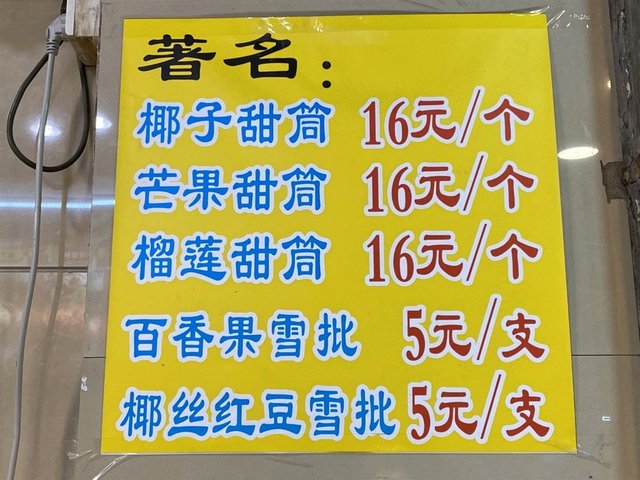 著名：
椰子甜筒 16元/个
芒果甜筒 16元/个
榴莲甜筒 16元/个
百香果雪批 5元/支
椰丝红豆雪批 5元/支